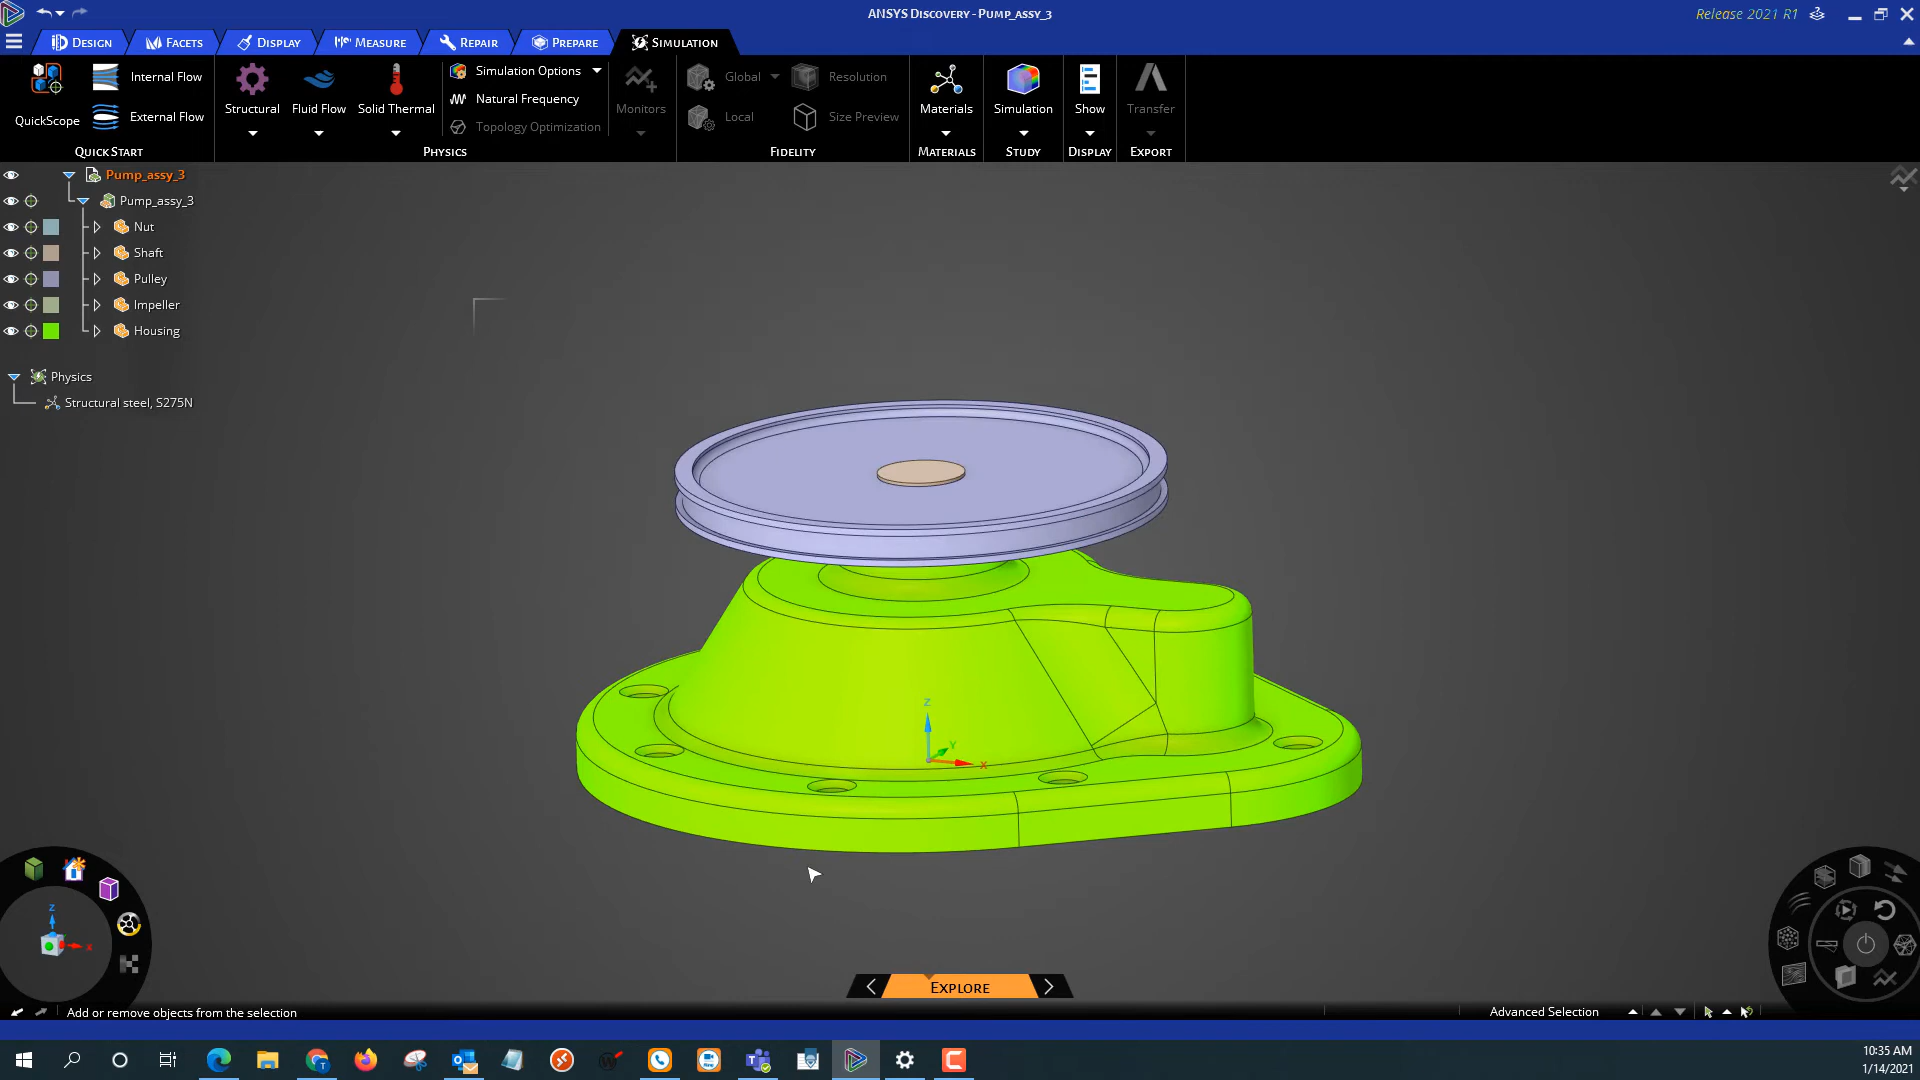 ANSYS Discovery - Pump_assy_3
Release 2021 R1
Design
Facets
Display
Measure
Repair
Prepare
Simulation
QuickScope
Internal Flow
External Flow
Quick Start
Structural
Fluid Flow
Solid Thermal
Simulation Options
Natural Frequency
Topology Optimization
Physics
Monitors
Global
Local
Resolution
Size Preview
Fidelity
Materials
Materials
Simulation
Study
Show
Display
Transfer
Export
Pump_assy_3
Pump_assy_3
Nut
Shaft
Pulley
Impeller
Housing
Physics
Structural steel, S275N
Z
Y
X
Z
X
Explore
Add or remove objects from the selection
Advanced Selection
10:35 AM
1/14/2021